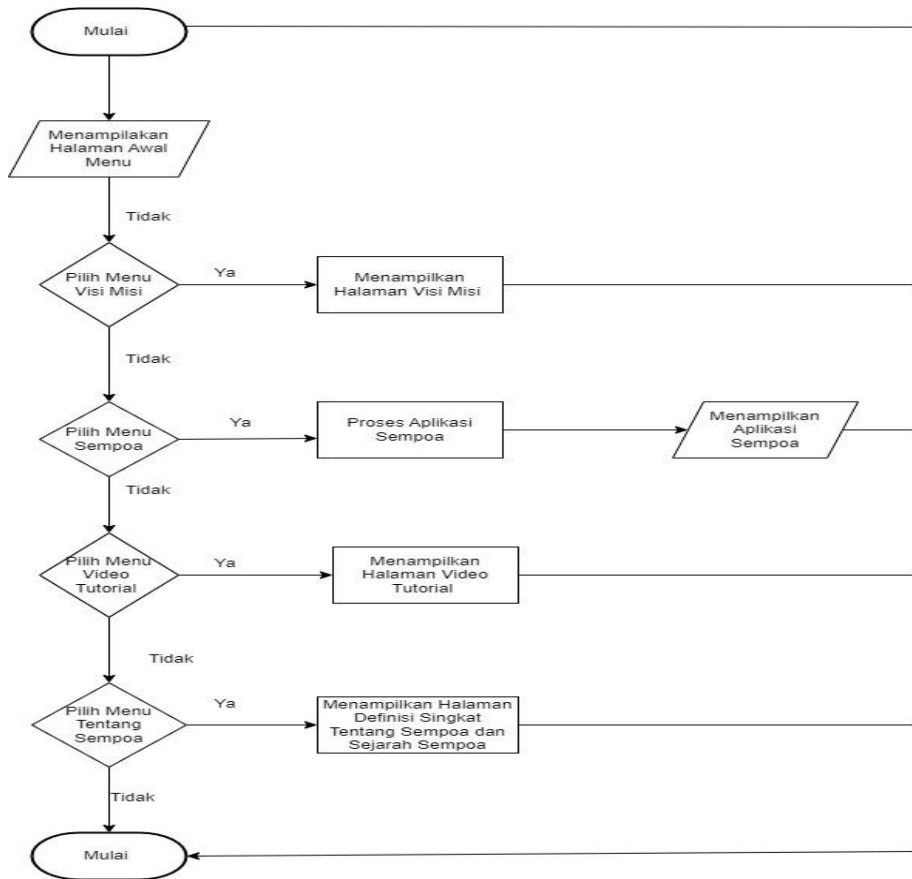 Mulai
Menampilakan
Halaman Awal
Menu
Tidak
Pilih Menu
Visi Misi
Ya
Menampilkan
Halaman Visi Misi
Tidak
Pilih Menu
Sempoa
Ya
Proses Aplikasi
Sempoa
Menampilkan
Aplikasi
Sempoa
Tidak
Pilih Menu
Video
Tutorial
Ya
Menampilkan
Halaman Video
Tutorial
Tidak
Pilih Menu
Tentang
Sempoa
Ya
Menampilkan Halaman
Definisi Singkat
Tentang Sempoa dan
Sejarah Sempoa
Tidak
Mulai